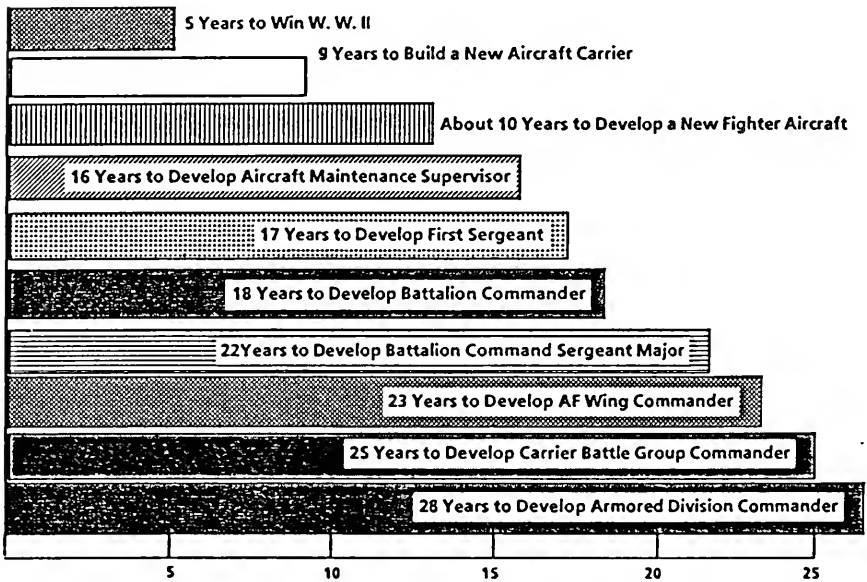 5 Years to Win W. W. II
9 Years to Build a New Aircraft Carrier
About 10 Years to Develop a New Fighter Aircraft
16 Years to Develop Aircraft Maintenance Supervisor
17 Years to Develop First Sergeant
18 Years to Develop Battalion Commander
22Years to Develop Battalion Command Sergeant Major
23 Years to Develop AF Wing Commander
25 Years to Develop Carrier Battle Group Commander
28 Years to Develop Armored Division Commander
5 10 15 20 25